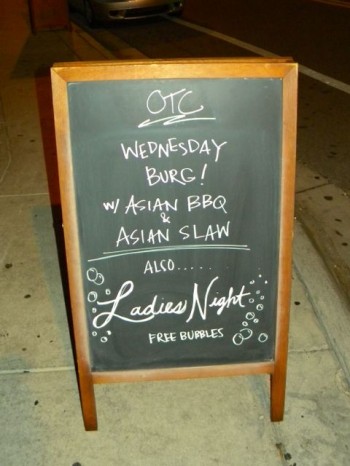 OTC
WEDNESDAY
BURG!
W/ ASIAN BBQ
&
ASIAN SLAW
ALSO.....
Ladies Night
FREE BUBBLES